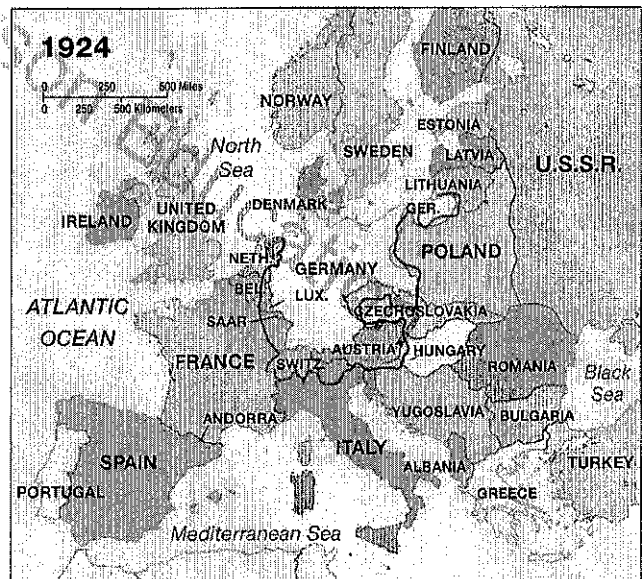 1924
0 250 500 Miles
0 250 500 Kilometers
FINLAND
NORWAY
ESTONIA
North
Sea
SWEDEN
LATVIA
U.S.S.R.
LITHUANIA
DENMARK
GER.
IRELAND
UNITED
KINGDOM
POLAND
NETH.
GERMANY
BEL.
LUX.
ATLANTIC
OCEAN
CZECHOSLOVAKIA
SAAR
AUSTRIA
HUNGARY
FRANCE
SWITZ.
ROMANIA
Black
Sea
ANDORRA
YUGOSLAVIA
BULGARIA
ITALY
SPAIN
ALBANIA
TURKEY
PORTUGAL
GREECE
Mediterranean Sea